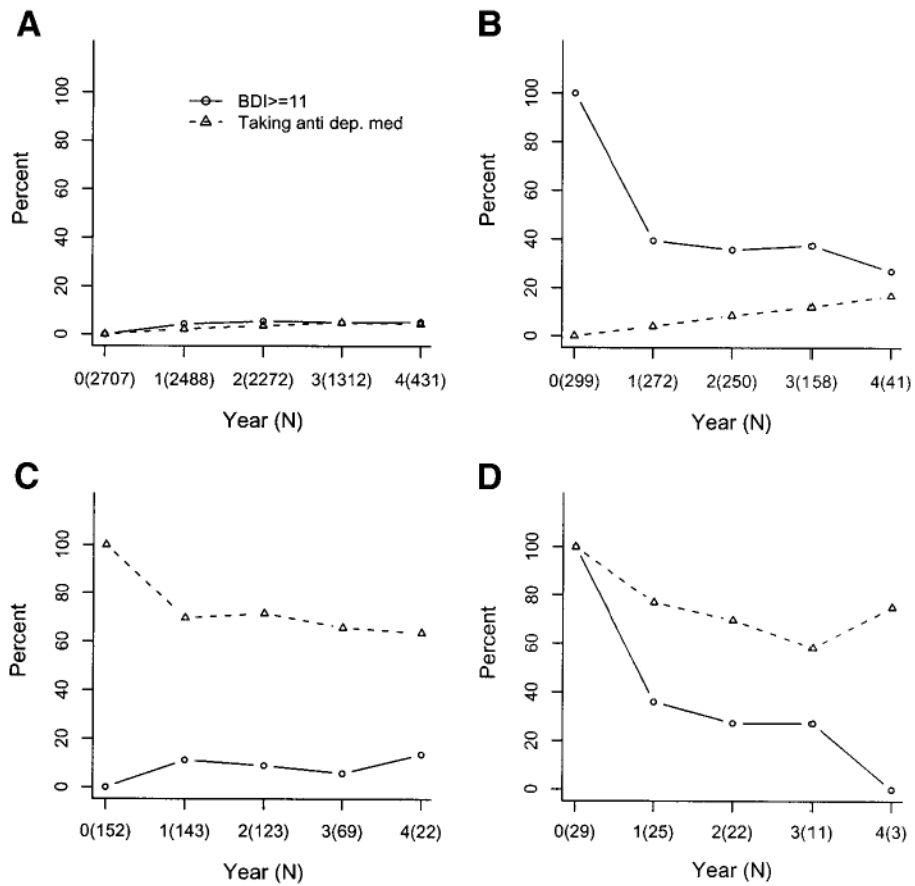 A
100
80
60
40
20
0
Percent
BDI>=11
Taking anti dep. med
0(2707) 1(2488) 2(2272) 3(1312) 4(431)
Year (N)
B
100
80
60
40
20
0
Percent
0(299) 1(272) 2(250) 3(158) 4(41)
Year (N)
C
100
80
60
40
20
0
Percent
0(152) 1(143) 2(123) 3(69) 4(22)
Year (N)
D
100
80
60
40
20
0
Percent
0(29) 1(25) 2(22) 3(11) 4(3)
Year (N)